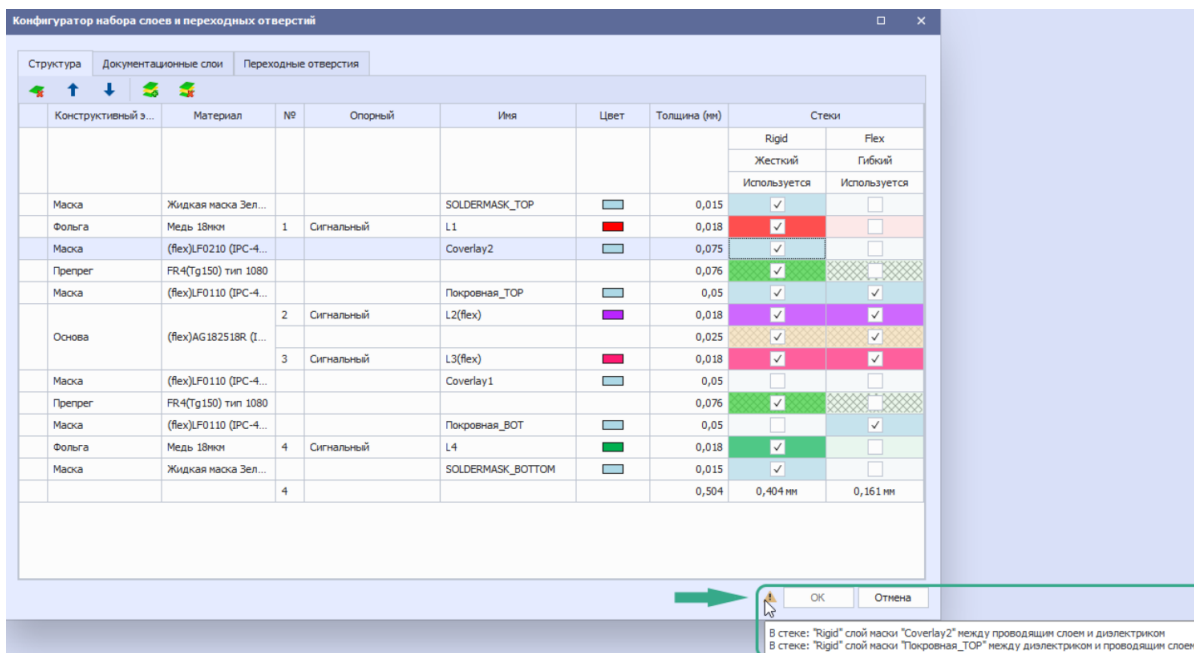 Конфигуратор набора слоев и переходных отверстий
Структура Документационные слои Переходные отверстия
Конструктивный э... Материал № Опорный Имя Цвет Толщина (мм) Стеки
Rigid Flex
Жесткий Гибкий
Используется Используется
Маска Жидкая маска Зел... SOLDERMASK_TOP 0,015
Фольга Медь 18мкм 1 Сигнальный L1 0,018
Маска (flex)LF0210 (IPC-4... Coverlay2 0,075
Препрег FR4(Tg150) тип 1080 0,076
Маска (flex)LF0110 (IPC-4... Покровная_TOP 0,05
2 Сигнальный L2(flex) 0,018
Основа (flex)AG182518R (I... 0,025
3 Сигнальный L3(flex) 0,018
Маска (flex)LF0110 (IPC-4... Coverlay1 0,05
Препрег FR4(Tg150) тип 1080 0,076
Маска (flex)LF0110 (IPC-4... Покровная_BOT 0,05
Фольга Медь 18мкм 4 Сигнальный L4 0,018
Маска Жидкая маска Зел... SOLDERMASK_BOTTOM 0,015
4 0,504 0,404 мм 0,161 мм
OK Отмена
В стеке: "Rigid" слой маски "Coverlay2" между проводящим слоем и диэлектриком
В стеке: "Rigid" слой маски "Покровная_TOP" между диэлектриком и проводящим слоем